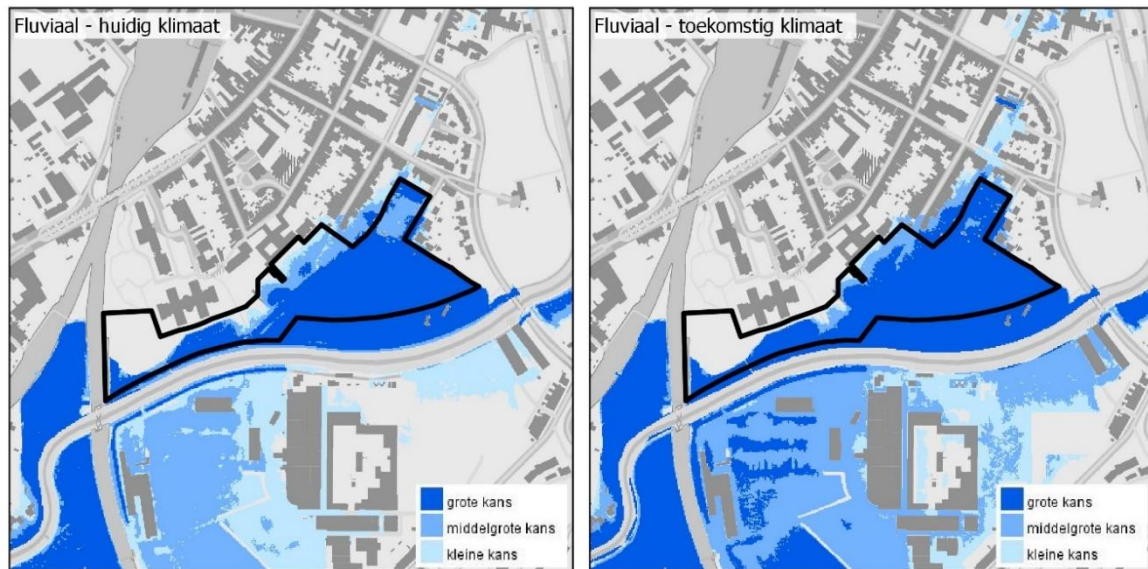 Fluviaal - huidig klimaat
grote kans
middelgrote kans
kleine kans
Fluviaal - toekomstig klimaat
grote kans
middelgrote kans
kleine kans